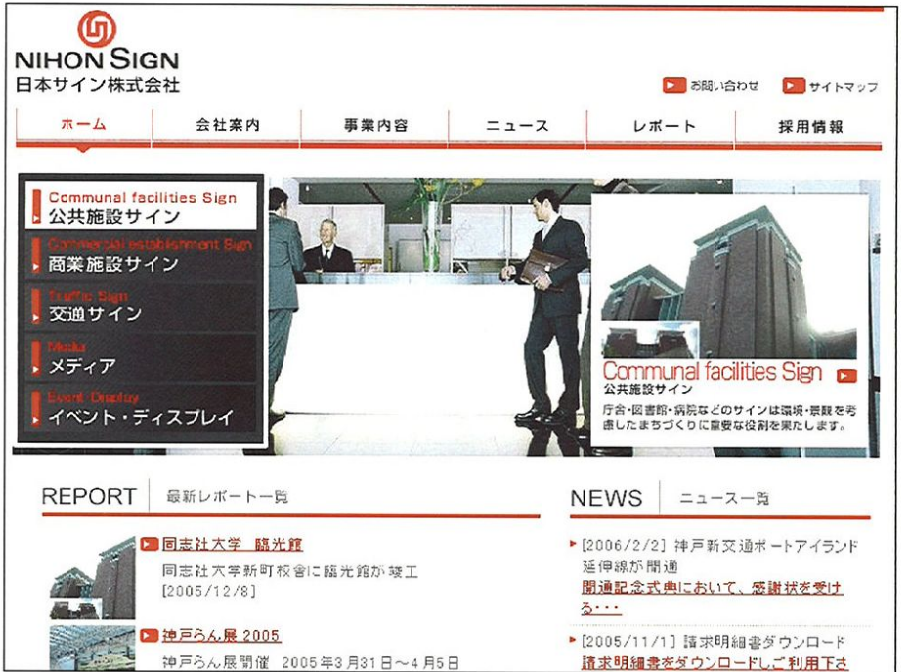 NIHON SIGN
日本サイン株式会社
お問い合わせ サイトマップ
ホーム 会社案内 事業内容 ニュース レポート 採用情報
Communal facilities Sign
公共施設サイン
Commercial establishment Sign
商業施設サイン
Traffic Sign
交通サイン
Media
メディア
Event Display
イベント・ディスプレイ
Communal facilities Sign
公共施設サイン
庁舎・図書館・病院などのサインは環境・景観を考
慮したまちづくりに重要な役割を果たします。
REPORT 最新レポート一覧
同志社大学 臨光館
同志社大学新町校舎に臨光館が竣工
[2005/12/8]
神戸らん展 2005
神戸らん展開催 2005年3月31日～4月5日
NEWS ニュース一覧
[2006/2/2] 神戸新交通ポートアイランド
延伸線が開通
開通記念式典において、感謝状を受け
る・・・
[2005/11/1] 請求明細書ダウンロード
請求明細書をダウンロードしご利用下さ